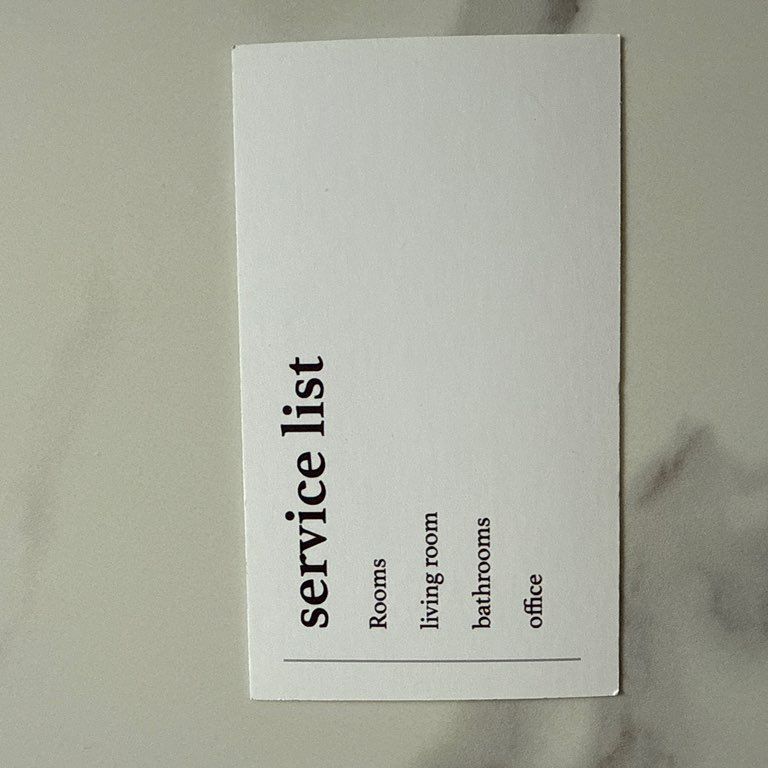 service list
Rooms
living room
bathrooms
office